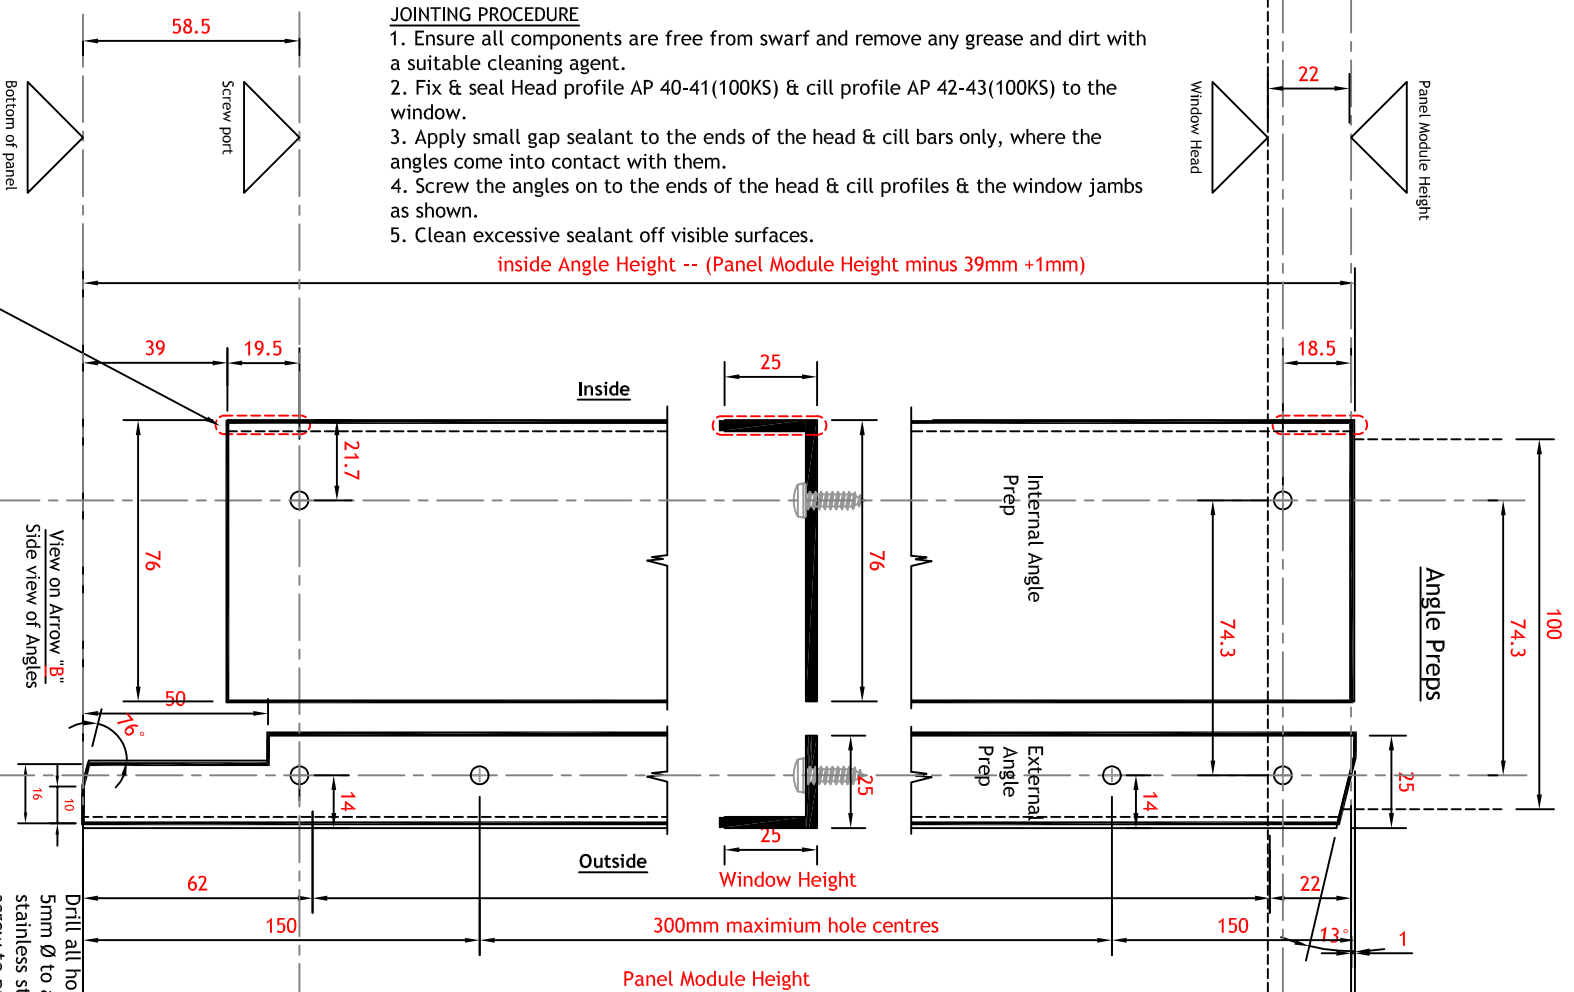 JOINTING PROCEDURE
1. Ensure all components are free from swarf and remove any grease and dirt with
a suitable cleaning agent.
2. Fix & seal Head profile AP 40-41(100KS) & cill profile AP 42-43(100KS) to the
window.
3. Apply small gap sealant to the ends of the head & cill bars only, where the
angles come into contact with them.
4. Screw the angles on to the ends of the head & cill profiles & the window jambs
as shown.
5. Clean excessive sealant off visible surfaces.
58.5
Bottom of panel
Screw port
Window Head
22
Panel Module Height
inside Angle Height -- (Panel Module Height minus 39mm +1mm)
39
19.5
25
18.5
Inside
21.7
76
76
Internal Angle
Prep
74.3
74.3
100
Angle Preps
View on Arrow "B"
Side view of Angles
50
76°
16
10
14
25
25
External
Angle
Prep
14
25
Outside
Window Height
62
22
150
300mm maximium hole centres
150
13°
1
Panel Module Height
Drill all ho
5mm Ø to
stainless st